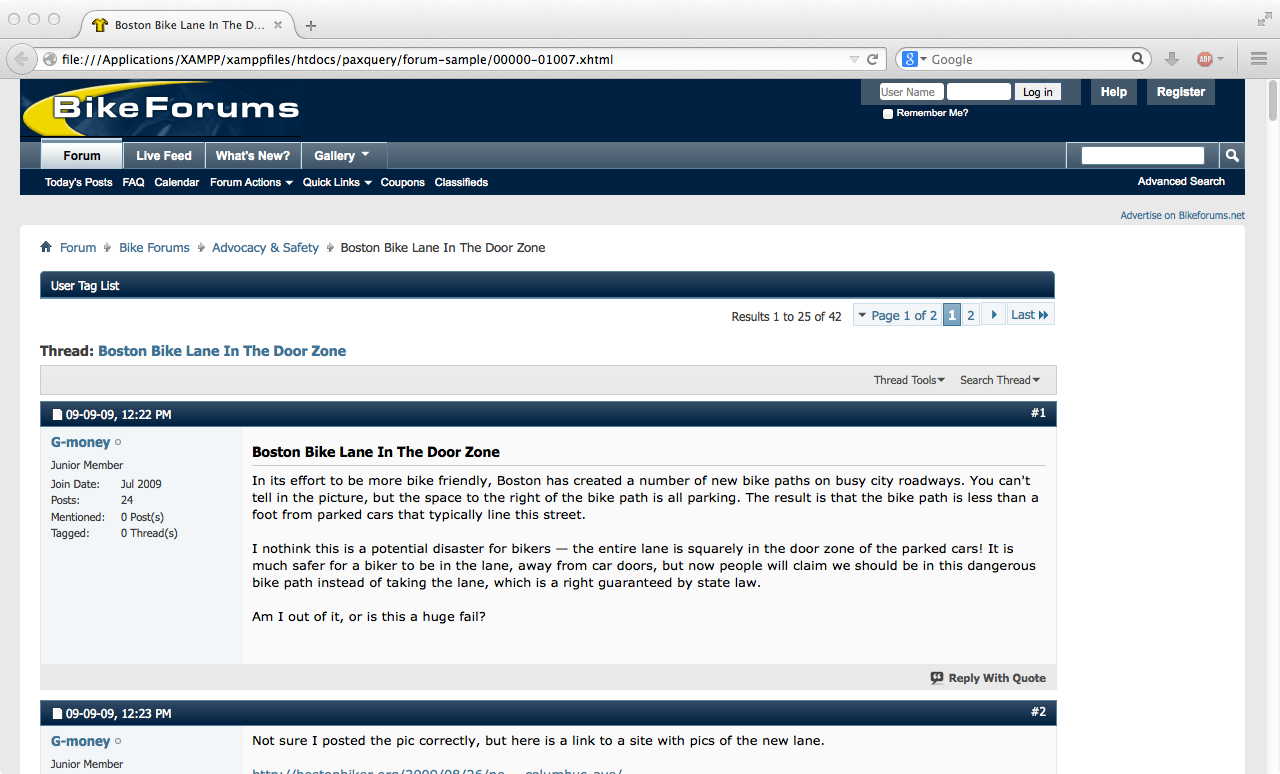 Boston Bike Lane In The D...
file:///Applications/XAMPP/xamppfiles/htdocs/paxquery/forum-sample/00000-01007.xhtml
8 Google
ABP
BikeForums
User Name
Log in
Help
Register
Remember Me?
Forum
Live Feed
What's New?
Gallery
Today's Posts FAQ Calendar Forum Actions Quick Links Coupons Classifieds
Advanced Search
Advertise on Bikeforums.net
Forum Bike Forums Advocacy & Safety Boston Bike Lane In The Door Zone
User Tag List
Results 1 to 25 of 42 Page 1 of 2 1 2 Last
Thread: Boston Bike Lane In The Door Zone
Thread Tools Search Thread
09-09-09, 12:22 PM #1
G-money
Junior Member
Join Date: Jul 2009
Posts: 24
Mentioned: 0 Post(s)
Tagged: 0 Thread(s)
Boston Bike Lane In The Door Zone
In its effort to be more bike friendly, Boston has created a number of new bike paths on busy city roadways. You can't
tell in the picture, but the space to the right of the bike path is all parking. The result is that the bike path is less than a
foot from parked cars that typically line this street.
I nothink this is a potential disaster for bikers — the entire lane is squarely in the door zone of the parked cars! It is
much safer for a biker to be in the lane, away from car doors, but now people will claim we should be in this dangerous
bike path instead of taking the lane, which is a right guaranteed by state law.
Am I out of it, or is this a huge fail?
Reply With Quote
09-09-09, 12:23 PM #2
G-money
Junior Member
Not sure I posted the pic correctly, but here is a link to a site with pics of the new lane.
http://bostonbiker.org/2009/08/26/ne... columbus-ave/